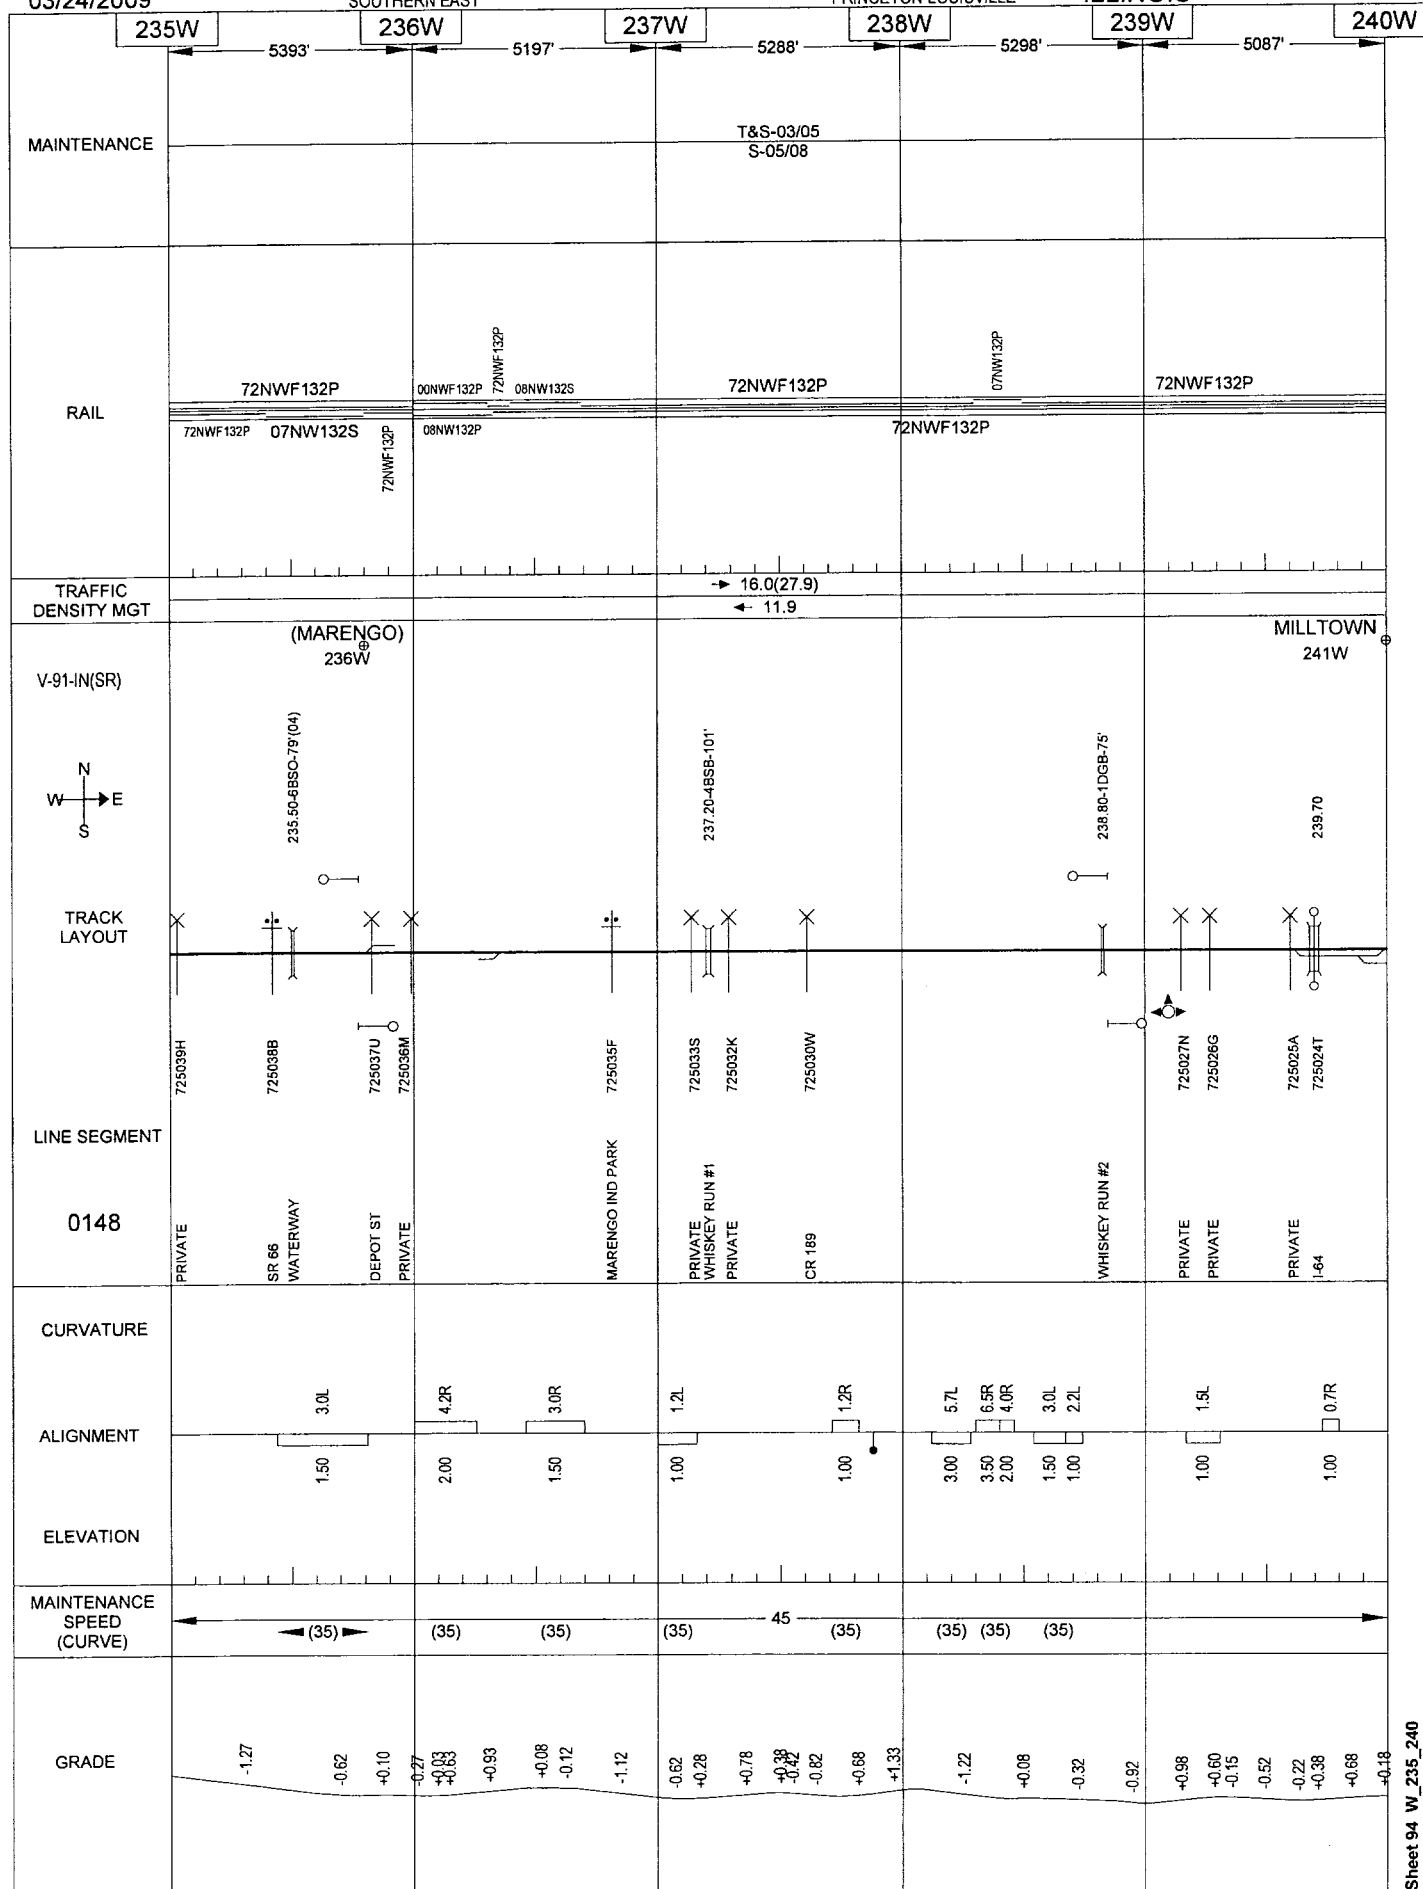 03/24/2009 SOUTHERN EAST PRINCETON-LOUISVILLE ILLINOIS
235W 236W 237W 238W 239W 240W
5393' 5197' 5288' 5298' 5087'
MAINTENANCE
T&S-03/05
S-05/08
RAIL
72NWF132P
00NWF132P
72NWF132P
08NW132S
72NWF132P
07NW132P
72NWF132P
72NWF132P
07NW132S
72NWF132P
08NW132P
72NWF132P
TRAFFIC
DENSITY MGT
16.0(27.9)
11.9
(MARENGO)
236W
MILLTOWN
241W
V-91-IN(SR)
N
W E
S
235.50-6BSO-79'(04)
237.20-4BSB-101'
238.80-1DGB-75'
239.70
TRACK
LAYOUT
725039H
725038B
725037U
725036M
725035F
725033S
725032K
725030W
725027N
725026G
725025A
725024T
LINE SEGMENT
0148
PRIVATE
SR 66
WATERWAY
DEPOT ST
PRIVATE
MARENGO IND PARK
PRIVATE
WHISKEY RUN #1
PRIVATE
CR 189
WHISKEY RUN #2
PRIVATE
PRIVATE
PRIVATE
I-64
CURVATURE
3.0L 4.2R 3.0R 1.2L 1.2R 5.7L 6.5R 4.0R 3.0L 2.2L 1.5L 0.7R
ALIGNMENT
1.50 2.00 1.50 1.00 1.00 3.00 3.50 2.00 1.50 1.00 1.00 1.00
ELEVATION
MAINTENANCE
SPEED
(CURVE)
45
(35) (35) (35) (35) (35) (35) (35) (35)
GRADE
-1.27 -0.62 +0.10 -0.27 +0.03 +0.63 +0.93 +0.08 -0.12 -1.12 -0.62 +0.28 +0.78 +0.38 -0.42 -0.82 +0.68 +1.33 -1.22 +0.08 -0.32 -0.92 +0.98 +0.60 -0.15 -0.52 -0.22 +0.38 +0.68 +0.18
Sheet 94 W_235_240